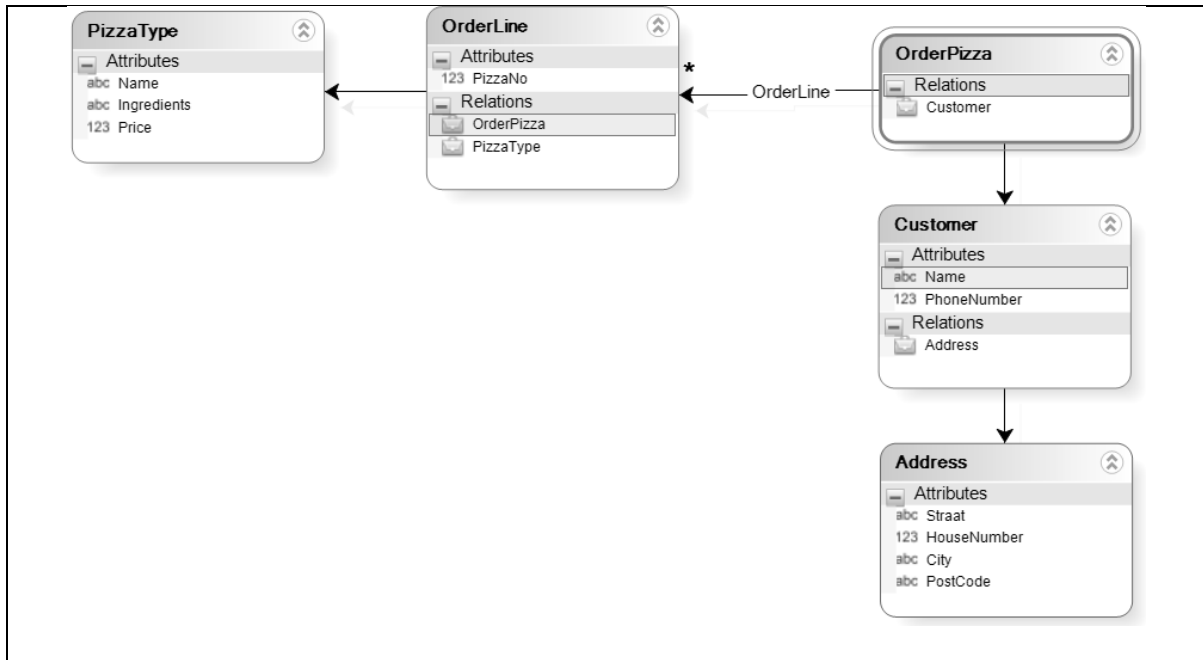 PizzaType
Attributes
abc Name
abc Ingredients
123 Price
OrderLine
Attributes
123 PizzaNo
Relations
OrderPizza
PizzaType
*
OrderLine
OrderPizza
Relations
Customer
Customer
Attributes
abc Name
123 PhoneNumber
Relations
Address
Address
Attributes
abc Straat
123 HouseNumber
abc City
abc PostCode